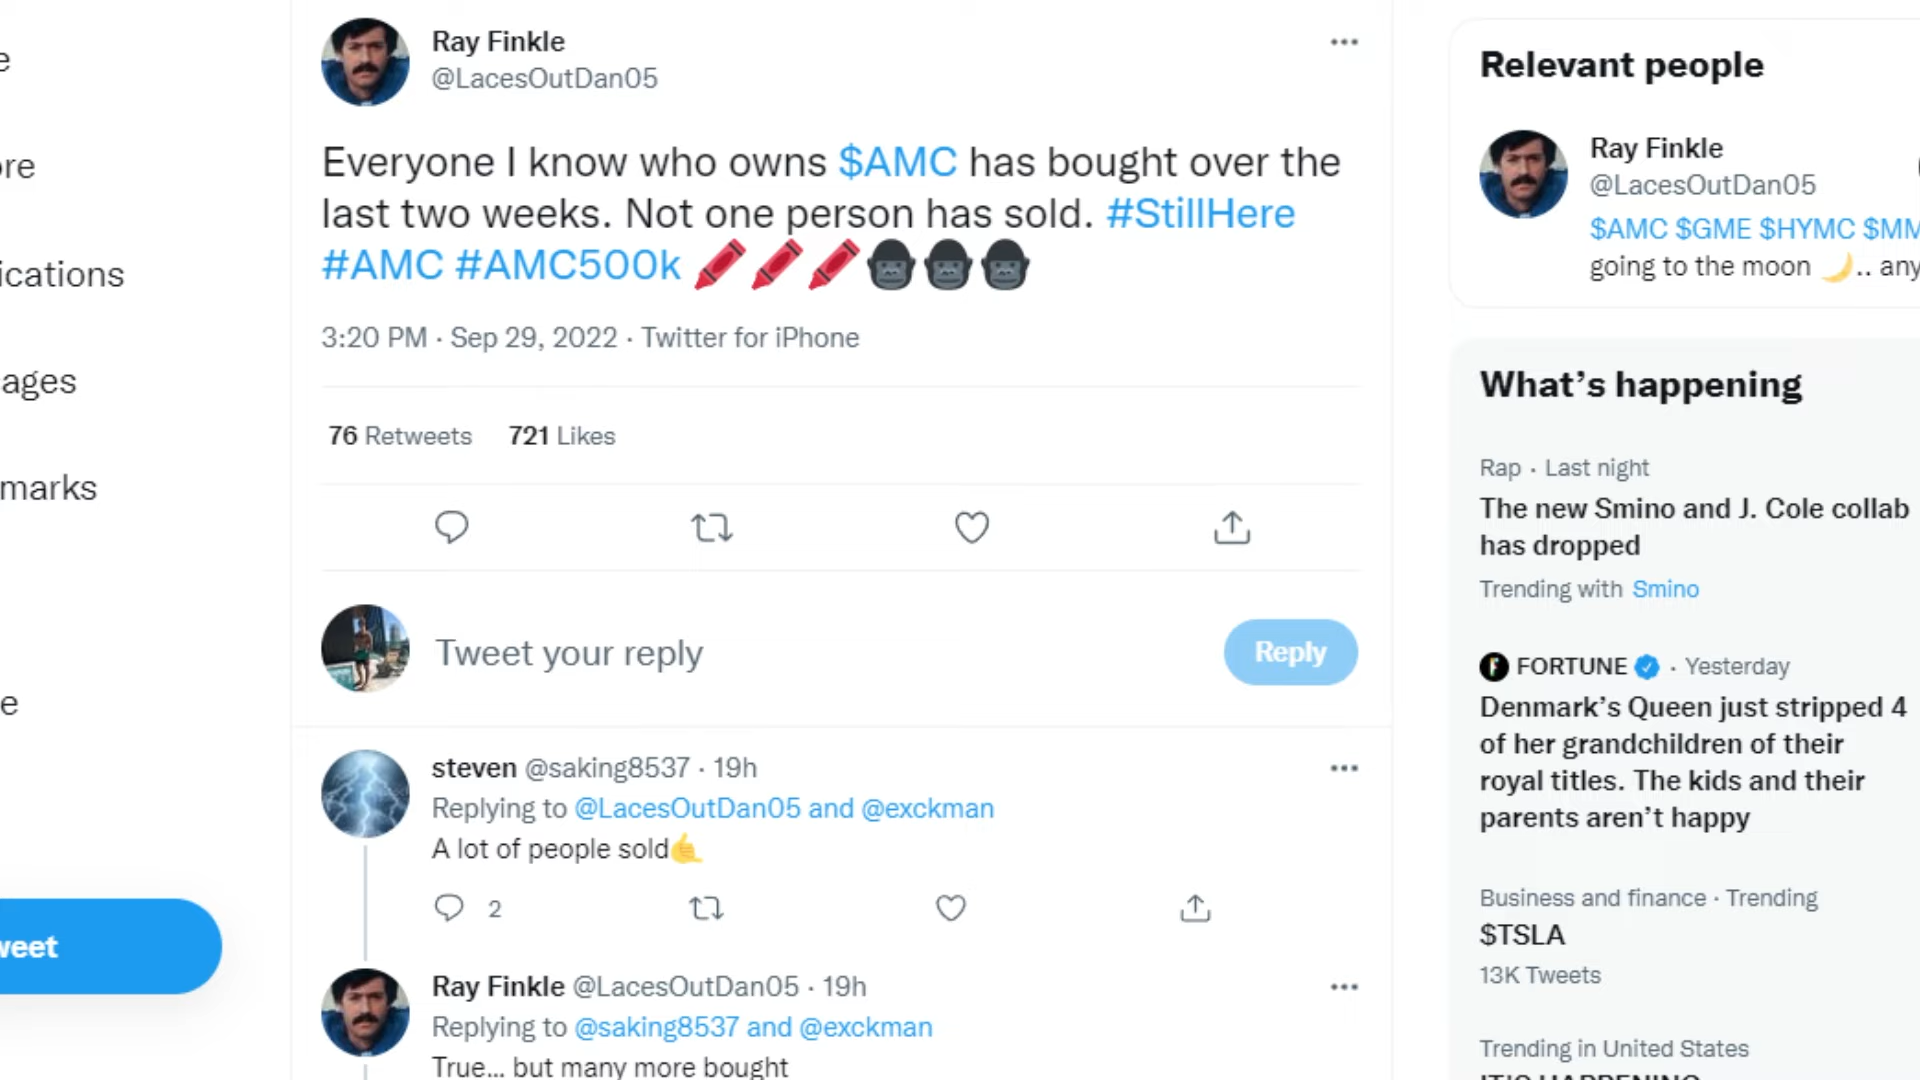 e
ore
ications
ages
marks
e
weet
Ray Finkle
@LacesOutDan05
Everyone I know who owns $AMC has bought over the
last two weeks. Not one person has sold. #StillHere
#AMC #AMC500k 🖍🖍🖍🦍🦍🦍
3:20 PM · Sep 29, 2022 · Twitter for iPhone
76 Retweets 721 Likes
Tweet your reply
Reply
steven @saking8537 · 19h
Replying to @LacesOutDan05 and @exckman
A lot of people sold🤙
2
Ray Finkle @LacesOutDan05 · 19h
Replying to @saking8537 and @exckman
True... but many more bought
Relevant people
Ray Finkle
@LacesOutDan05
$AMC $GME $HYMC $MM
going to the moon 🌙.. any
What's happening
Rap · Last night
The new Smino and J. Cole collab
has dropped
Trending with Smino
FORTUNE · Yesterday
Denmark's Queen just stripped 4
of her grandchildren of their
royal titles. The kids and their
parents aren't happy
Business and finance · Trending
$TSLA
13K Tweets
Trending in United States
IT'S HAPPENING